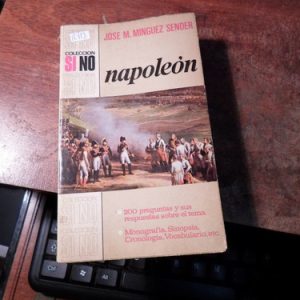 JOSE M. MINGUEZ SENDER
COLECCION
SI NO
napoleón
• 200 preguntas y sus
respuestas sobre el tema
• Monografía, Sinopsis,
Cronología, Vocabulario, etc.